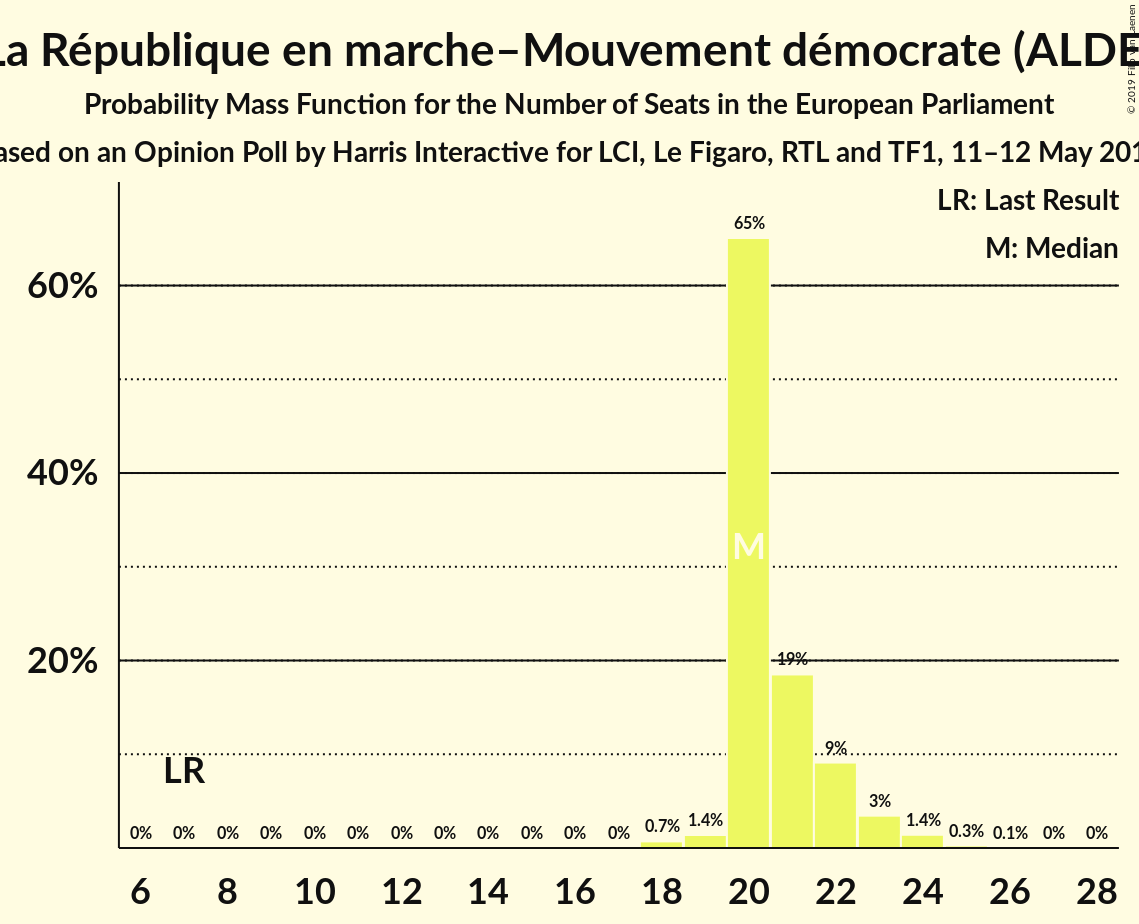 La République en marche–Mouvement démocrate (ALDE
Probability Mass Function for the Number of Seats in the European Parliament
ased on an Opinion Poll by Harris Interactive for LCI, Le Figaro, RTL and TF1, 11–12 May 201
© 2019
LR: Last Result
M: Median
65%
60%
40%
M
20%
19%
9%
LR
3%
0% 0% 0% 0% 0% 0% 0% 0% 0% 0% 0% 0% 0.7% 1.4% 1.4% 0.3% 0.1% 0% 0%
6 8 10 12 14 16 18 20 22 24 26 28